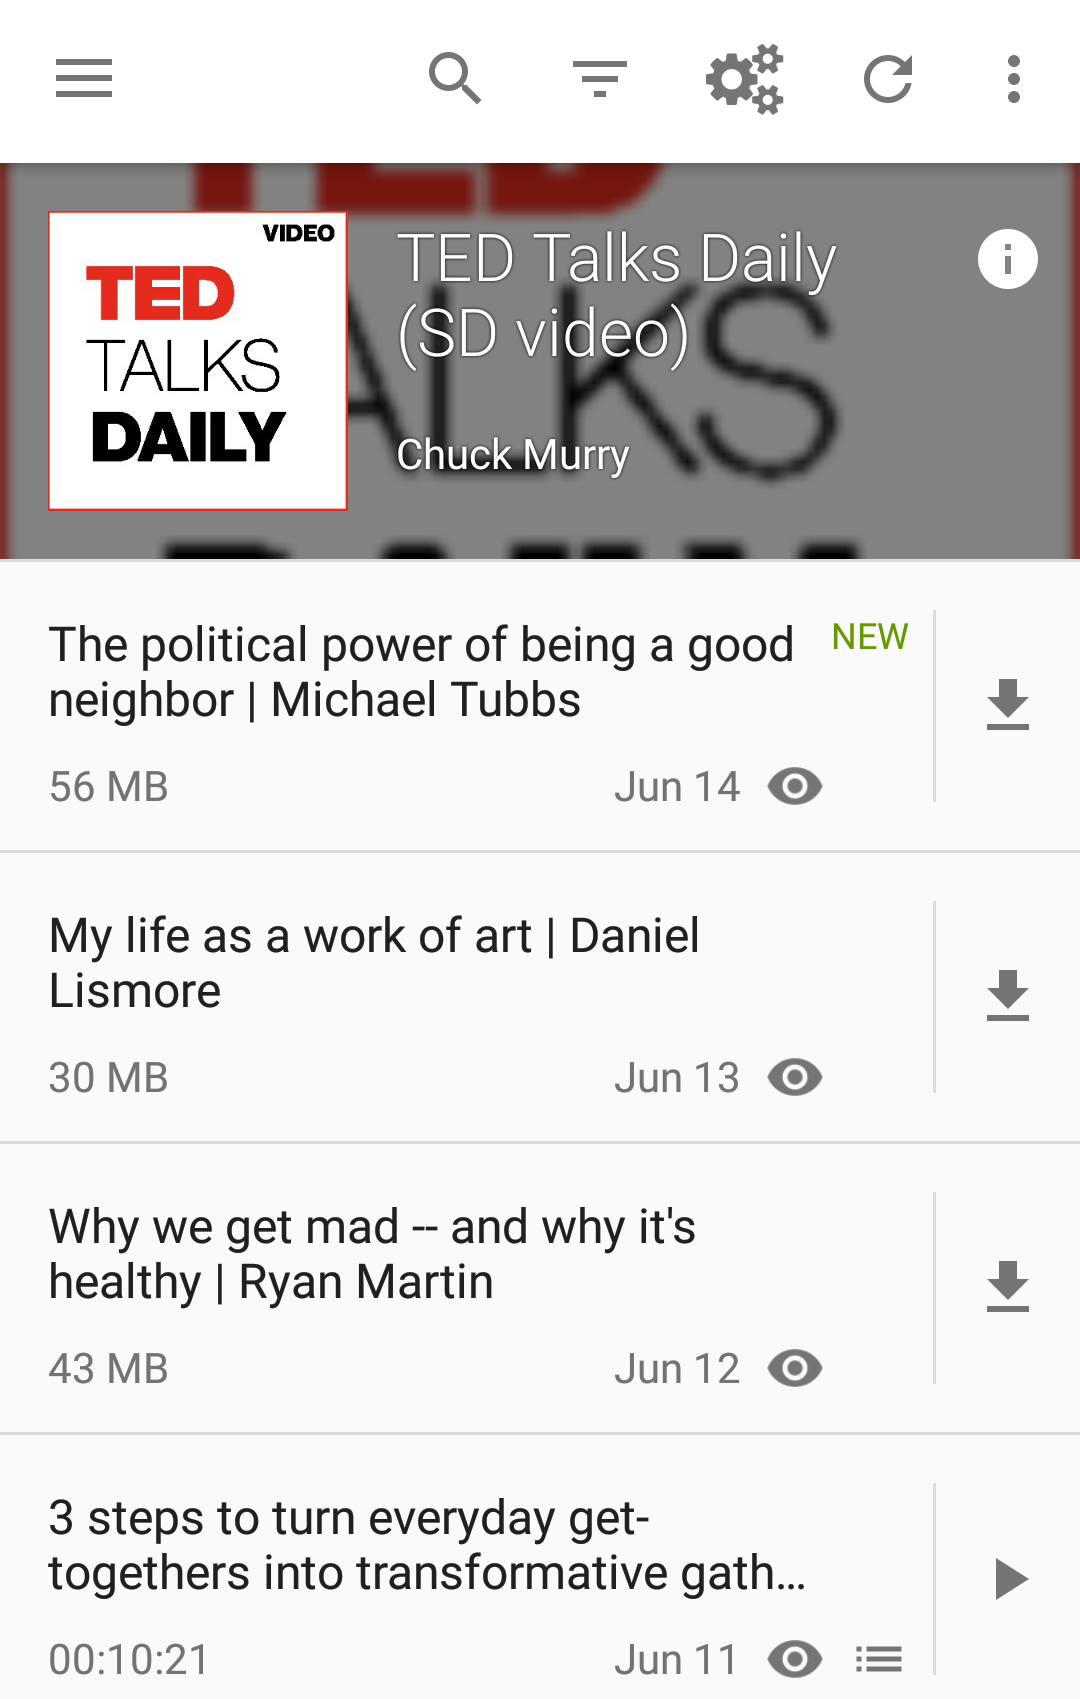 VIDEO
TED
TALKS
DAILY
TED Talks Daily
(SD video)
Chuck Murry
The political power of being a good
neighbor | Michael Tubbs
NEW
56 MB
Jun 14
My life as a work of art | Daniel
Lismore
30 MB
Jun 13
Why we get mad -- and why it's
healthy | Ryan Martin
43 MB
Jun 12
3 steps to turn everyday get-
togethers into transformative gath...
00:10:21
Jun 11